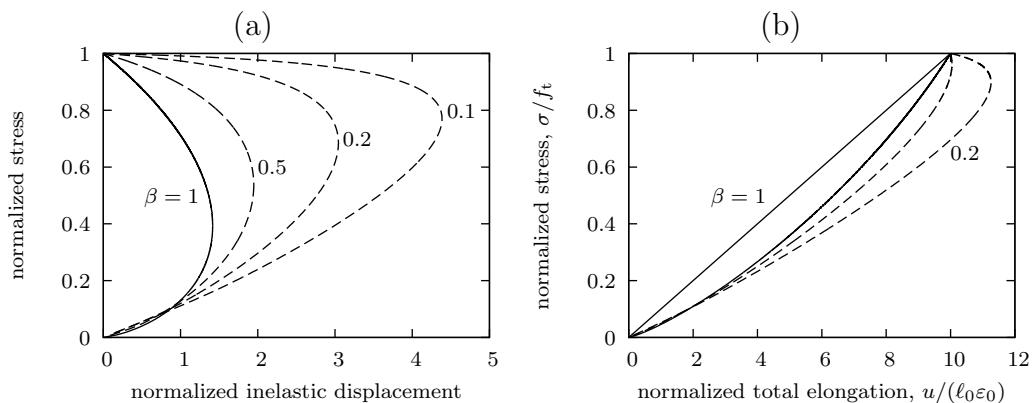 (a)
normalized stress
1
0.8
0.6
0.4
0.2
0
0 1 2 3 4 5
normalized inelastic displacement
β = 1
0.5
0.2
0.1
(b)
normalized stress, σ/fₜ
1
0.8
0.6
0.4
0.2
0
0 2 4 6 8 10 12
normalized total elongation, u/(ℓ₀ε₀)
β = 1
0.2